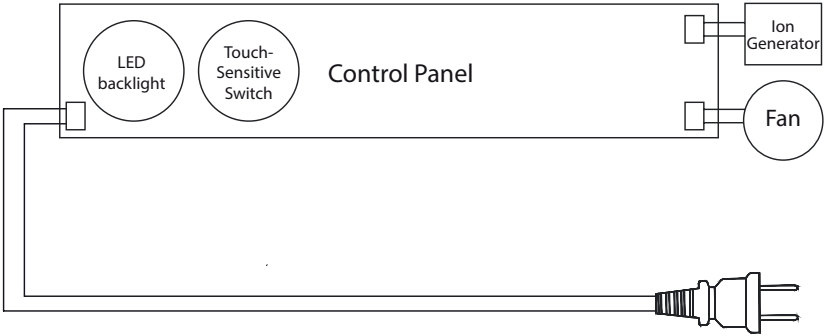 LED
backlight
Touch-
Sensitive
Switch
Control Panel
Ion
Generator
Fan